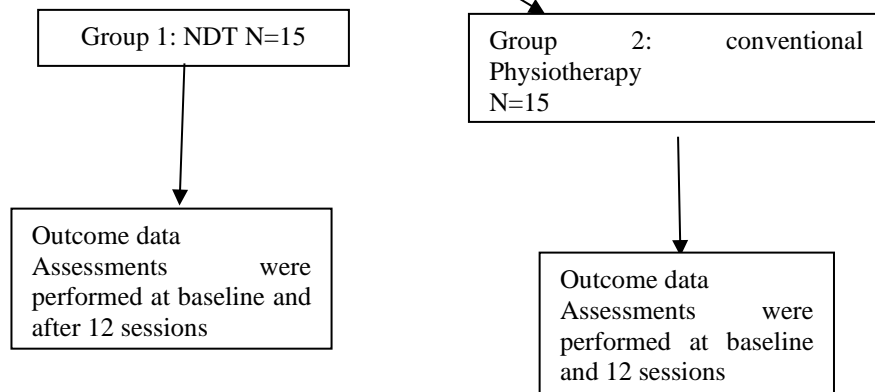 Group 1: NDT N=15
Group 2: conventional
Physiotherapy
N=15
Outcome data
Assessments were
performed at baseline and
after 12 sessions
Outcome data
Assessments were
performed at baseline
and 12 sessions